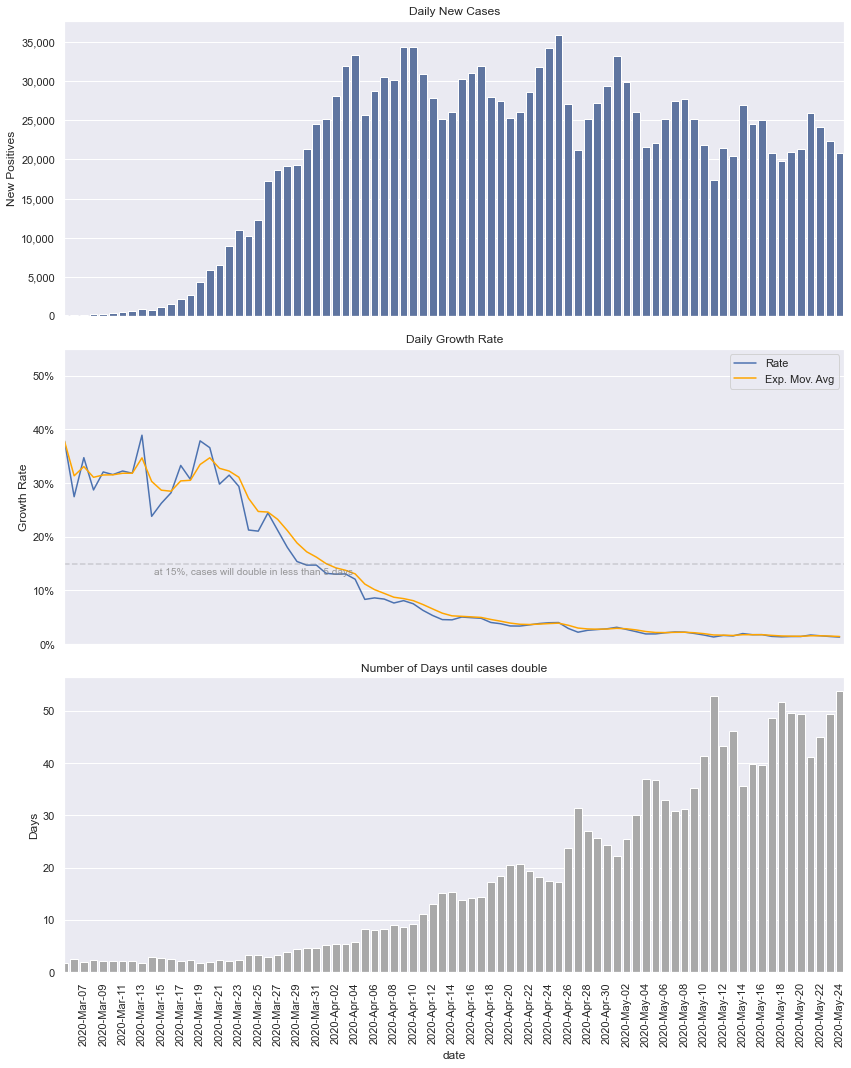 Daily New Cases
35,000
30,000
25,000
20,000
15,000
10,000
5,000
0
New Positives
Daily Growth Rate
Rate
Exp. Mov. Avg
50%
40%
30%
20%
10%
0%
Growth Rate
at 15%, cases will double in less than 5 days
Number of Days until cases double
50
40
30
20
10
0
Days
2020-Mar-07
2020-Mar-09
2020-Mar-11
2020-Mar-13
2020-Mar-15
2020-Mar-17
2020-Mar-19
2020-Mar-21
2020-Mar-23
2020-Mar-25
2020-Mar-27
2020-Mar-29
2020-Mar-31
2020-Apr-02
2020-Apr-04
2020-Apr-06
2020-Apr-08
2020-Apr-10
2020-Apr-12
2020-Apr-14
2020-Apr-16
2020-Apr-18
2020-Apr-20
2020-Apr-22
2020-Apr-24
2020-Apr-26
2020-Apr-28
2020-Apr-30
2020-May-02
2020-May-04
2020-May-06
2020-May-08
2020-May-10
2020-May-12
2020-May-14
2020-May-16
2020-May-18
2020-May-20
2020-May-22
2020-May-24
date